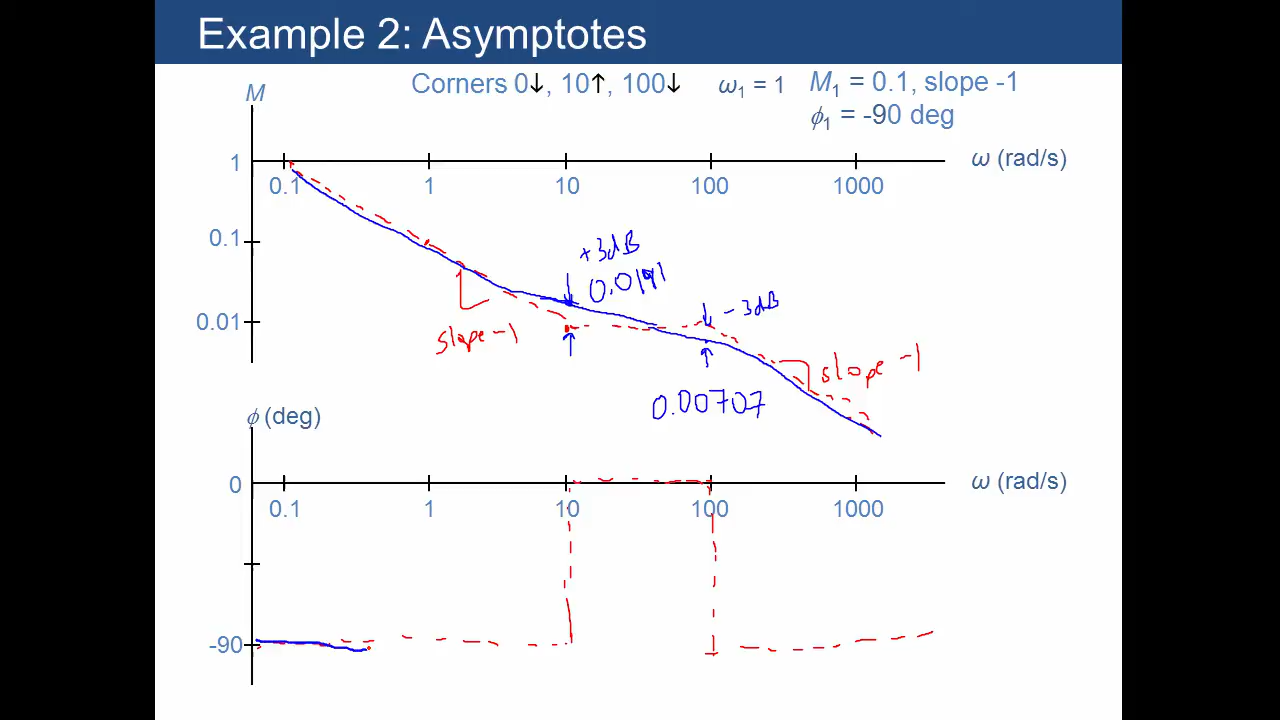 Example 2: Asymptotes
Corners 0↓, 10↑, 100↓ ω₁ = 1 M₁ = 0.1, slope -1
ϕ₁ = -90 deg
M
1 ω (rad/s)
0.1 1 10 100 1000
0.1
+3dB
0.0141
0.01
-3dB
slope -1
slope -1
0.00707
ϕ (deg)
0 ω (rad/s)
0.1 1 10 100 1000
-90